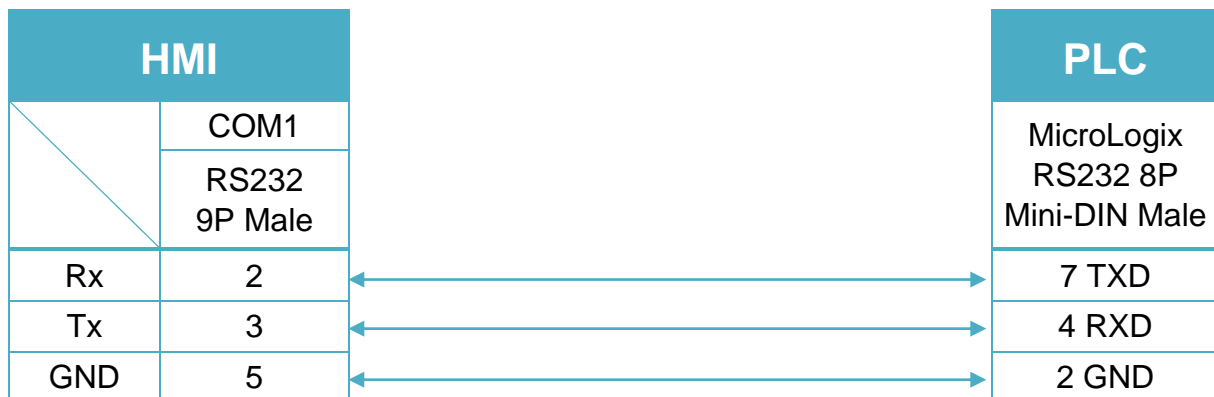 HMI
PLC
COM1
RS232
9P Male
MicroLogix
RS232 8P
Mini-DIN Male
Rx 2 7 TXD
Tx 3 4 RXD
GND 5 2 GND